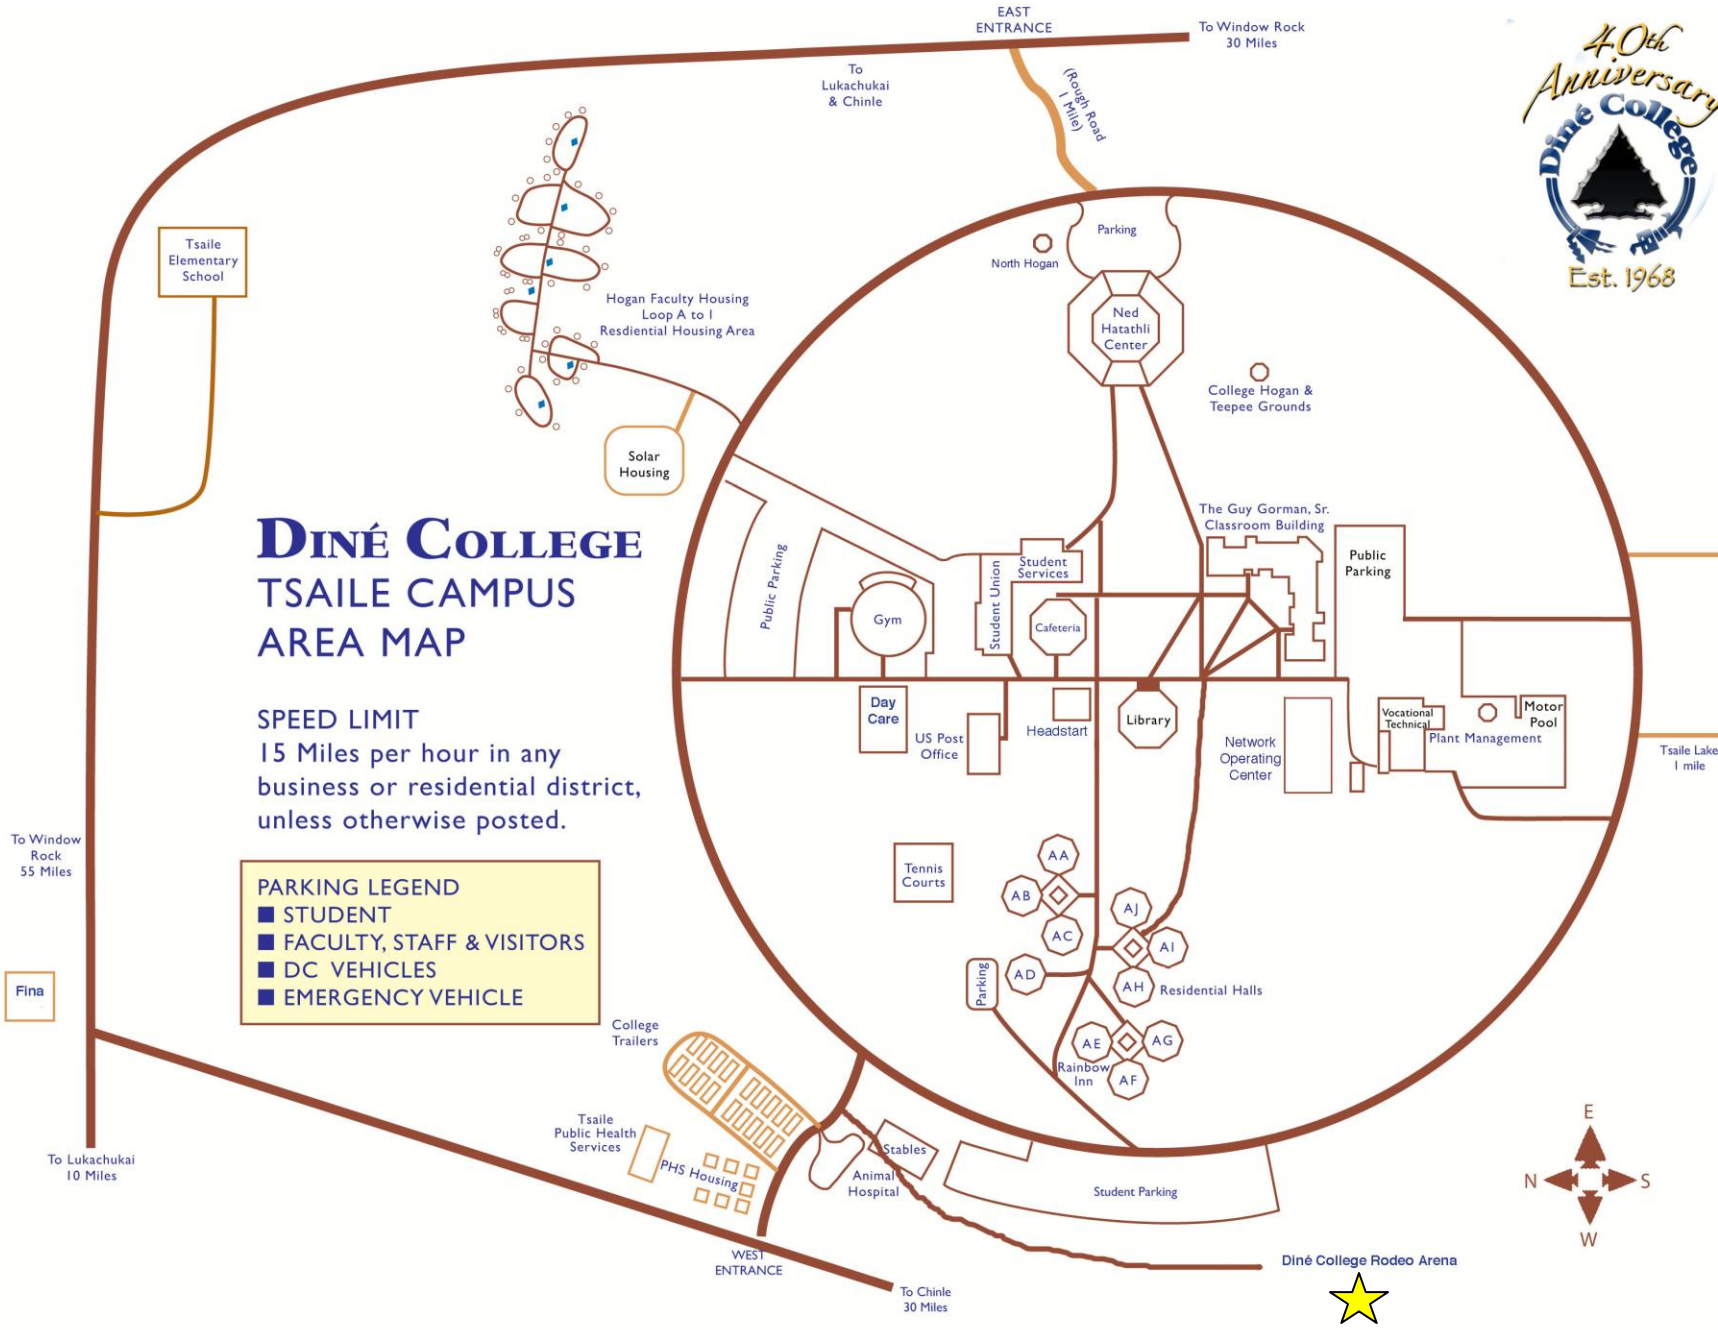 EAST
ENTRANCE
To Window Rock
30 Miles
To
Lukachukai
& Chinle
(Rough Road
1 Mile)
40th
Anniversary
Diné College
Est. 1968
Tsaile
Elementary
School
Parking
North Hogan
Hogan Faculty Housing
Loop A to I
Resdiential Housing Area
Ned
Hatathli
Center
College Hogan &
Teepee Grounds
Solar
Housing
DINÉ COLLEGE
TSAILE CAMPUS
AREA MAP
SPEED LIMIT
15 Miles per hour in any
business or residential district,
unless otherwise posted.
The Guy Gorman, Sr.
Classroom Building
Public
Parking
Public Parking
Gym
Student Union
Student
Services
Cafeteria
Day
Care
US Post
Office
Headstart
Library
Network
Operating
Center
Vocational
Technical
Motor
Pool
Plant Management
Tsaile Lake
1 mile
To Window
Rock
55 Miles
PARKING LEGEND
STUDENT
FACULTY, STAFF & VISITORS
DC VEHICLES
EMERGENCY VEHICLE
Tennis
Courts
AA
AB
AC
AD
AJ
AI
AH
Residential Halls
Parking
AE
AG
AF
Rainbow
Inn
Fina
College
Trailers
Tsaile
Public Health
Services
PHS Housing
Stables
Animal
Hospital
Student Parking
To Lukachukai
10 Miles
WEST
ENTRANCE
To Chinle
30 Miles
Diné College Rodeo Arena
E
N
S
W